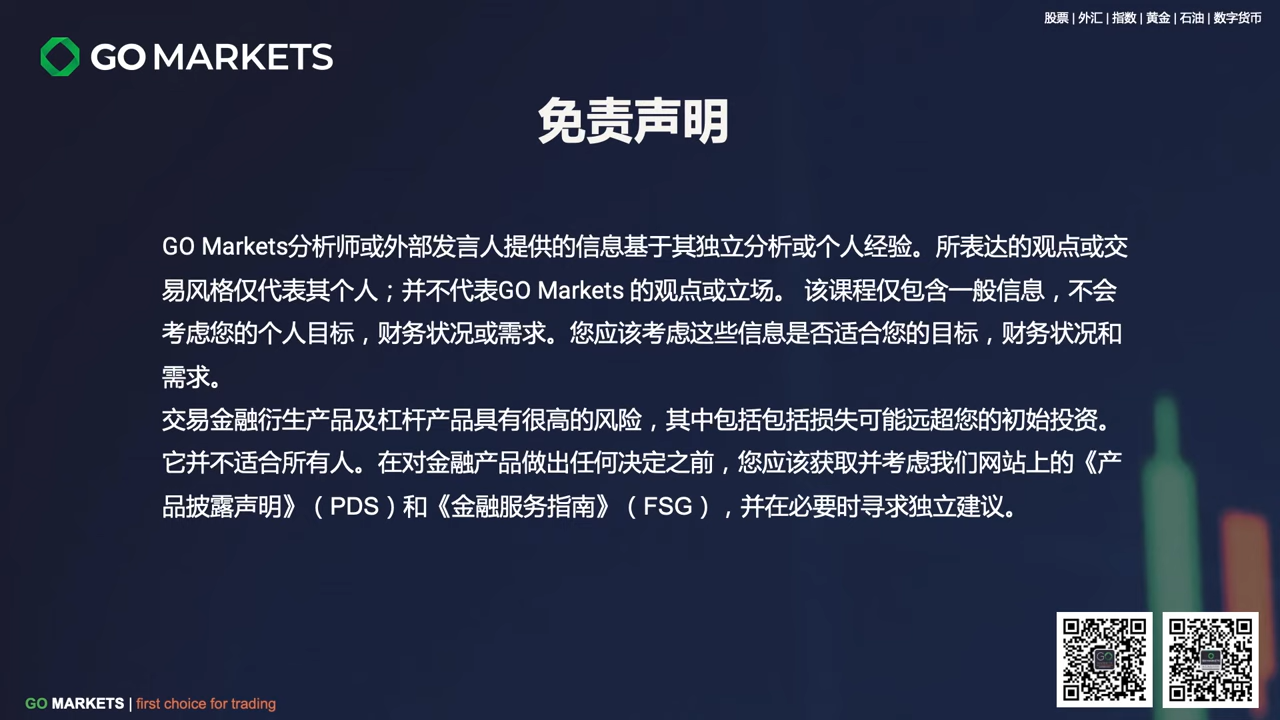 股票 | 外汇 | 指数 | 黄金 | 石油 | 数字货币
GO MARKETS
免责声明
GO Markets分析师或外部发言人提供的信息基于其独立分析或个人经验。所表达的观点或交
易风格仅代表其个人；并不代表GO Markets 的观点或立场。 该课程仅包含一般信息，不会
考虑您的个人目标，财务状况或需求。您应该考虑这些信息是否适合您的目标，财务状况和
需求。
交易金融衍生产品及杠杆产品具有很高的风险，其中包括包括损失可能远超您的初始投资。
它并不适合所有人。在对金融产品做出任何决定之前，您应该获取并考虑我们网站上的《产
品披露声明》（PDS）和《金融服务指南》（FSG），并在必要时寻求独立建议。
GO MARKETS | first choice for trading